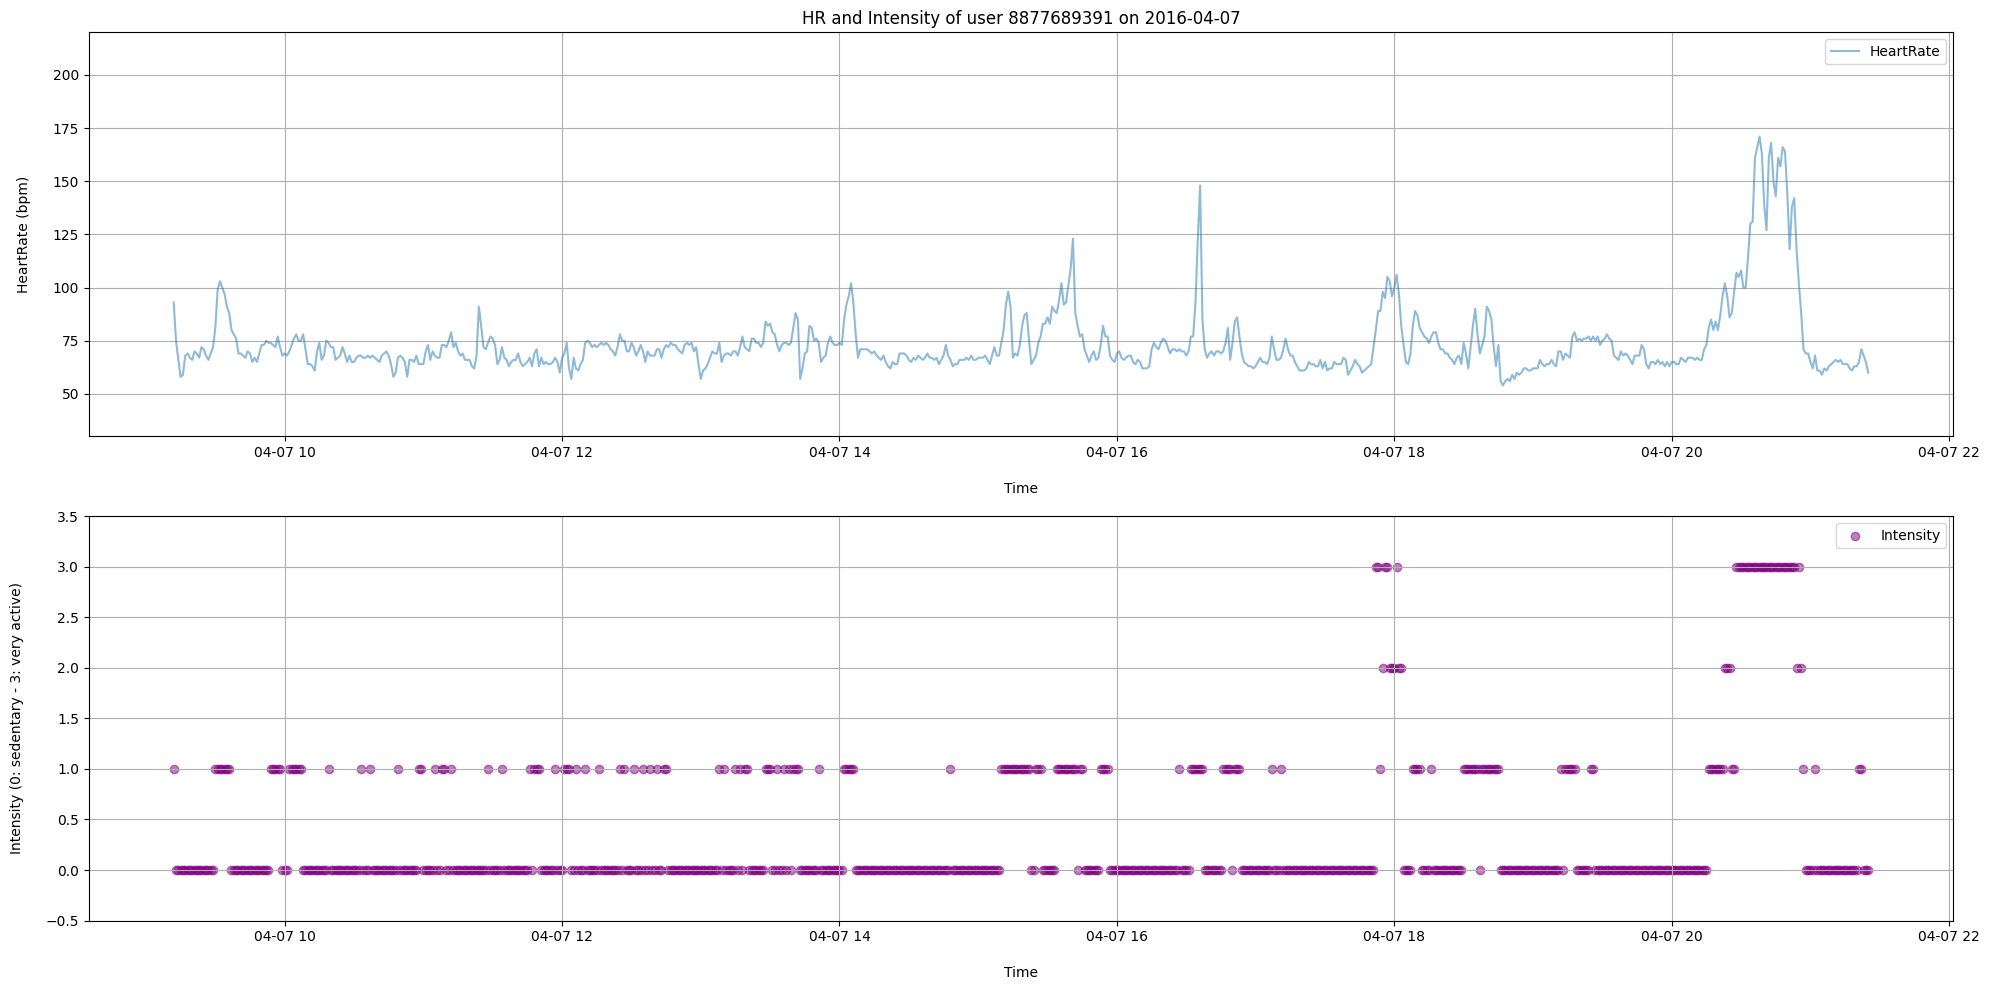 HR and Intensity of user 8877689391 on 2016-04-07
HeartRate
200
175
150
125
100
75
50
HeartRate (bpm)
04-07 10 04-07 12 04-07 14 04-07 16 04-07 18 04-07 20 04-07 22
Time
Intensity
3.5
3.0
2.5
2.0
1.5
1.0
0.5
0.0
−0.5
Intensity (0: sedentary - 3: very active)
04-07 10 04-07 12 04-07 14 04-07 16 04-07 18 04-07 20 04-07 22
Time